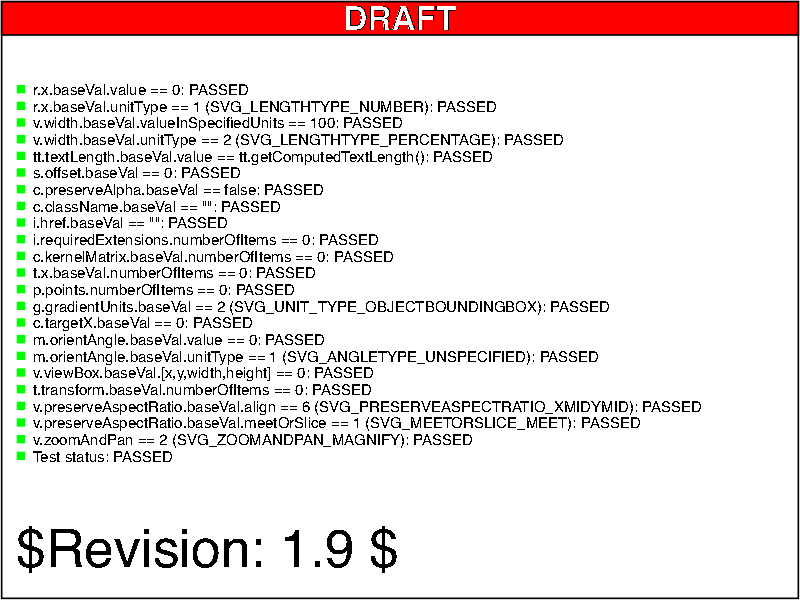 DRAFT
r.x.baseVal.value == 0: PASSED
r.x.baseVal.unitType == 1 (SVG_LENGTHTYPE_NUMBER): PASSED
v.width.baseVal.valueInSpecifiedUnits == 100: PASSED
v.width.baseVal.unitType == 2 (SVG_LENGTHTYPE_PERCENTAGE): PASSED
tt.textLength.baseVal.value == tt.getComputedTextLength(): PASSED
s.offset.baseVal == 0: PASSED
c.preserveAlpha.baseVal == false: PASSED
c.className.baseVal == "": PASSED
i.href.baseVal == "": PASSED
i.requiredExtensions.numberOfItems == 0: PASSED
c.kernelMatrix.baseVal.numberOfItems == 0: PASSED
t.x.baseVal.numberOfItems == 0: PASSED
p.points.numberOfItems == 0: PASSED
g.gradientUnits.baseVal == 2 (SVG_UNIT_TYPE_OBJECTBOUNDINGBOX): PASSED
c.targetX.baseVal == 0: PASSED
m.orientAngle.baseVal.value == 0: PASSED
m.orientAngle.baseVal.unitType == 1 (SVG_ANGLETYPE_UNSPECIFIED): PASSED
v.viewBox.baseVal.[x,y,width,height] == 0: PASSED
t.transform.baseVal.numberOfItems == 0: PASSED
v.preserveAspectRatio.baseVal.align == 6 (SVG_PRESERVEASPECTRATIO_XMIDYMID): PASSED
v.preserveAspectRatio.baseVal.meetOrSlice == 1 (SVG_MEETORSLICE_MEET): PASSED
v.zoomAndPan == 2 (SVG_ZOOMANDPAN_MAGNIFY): PASSED
Test status: PASSED
$Revision: 1.9 $